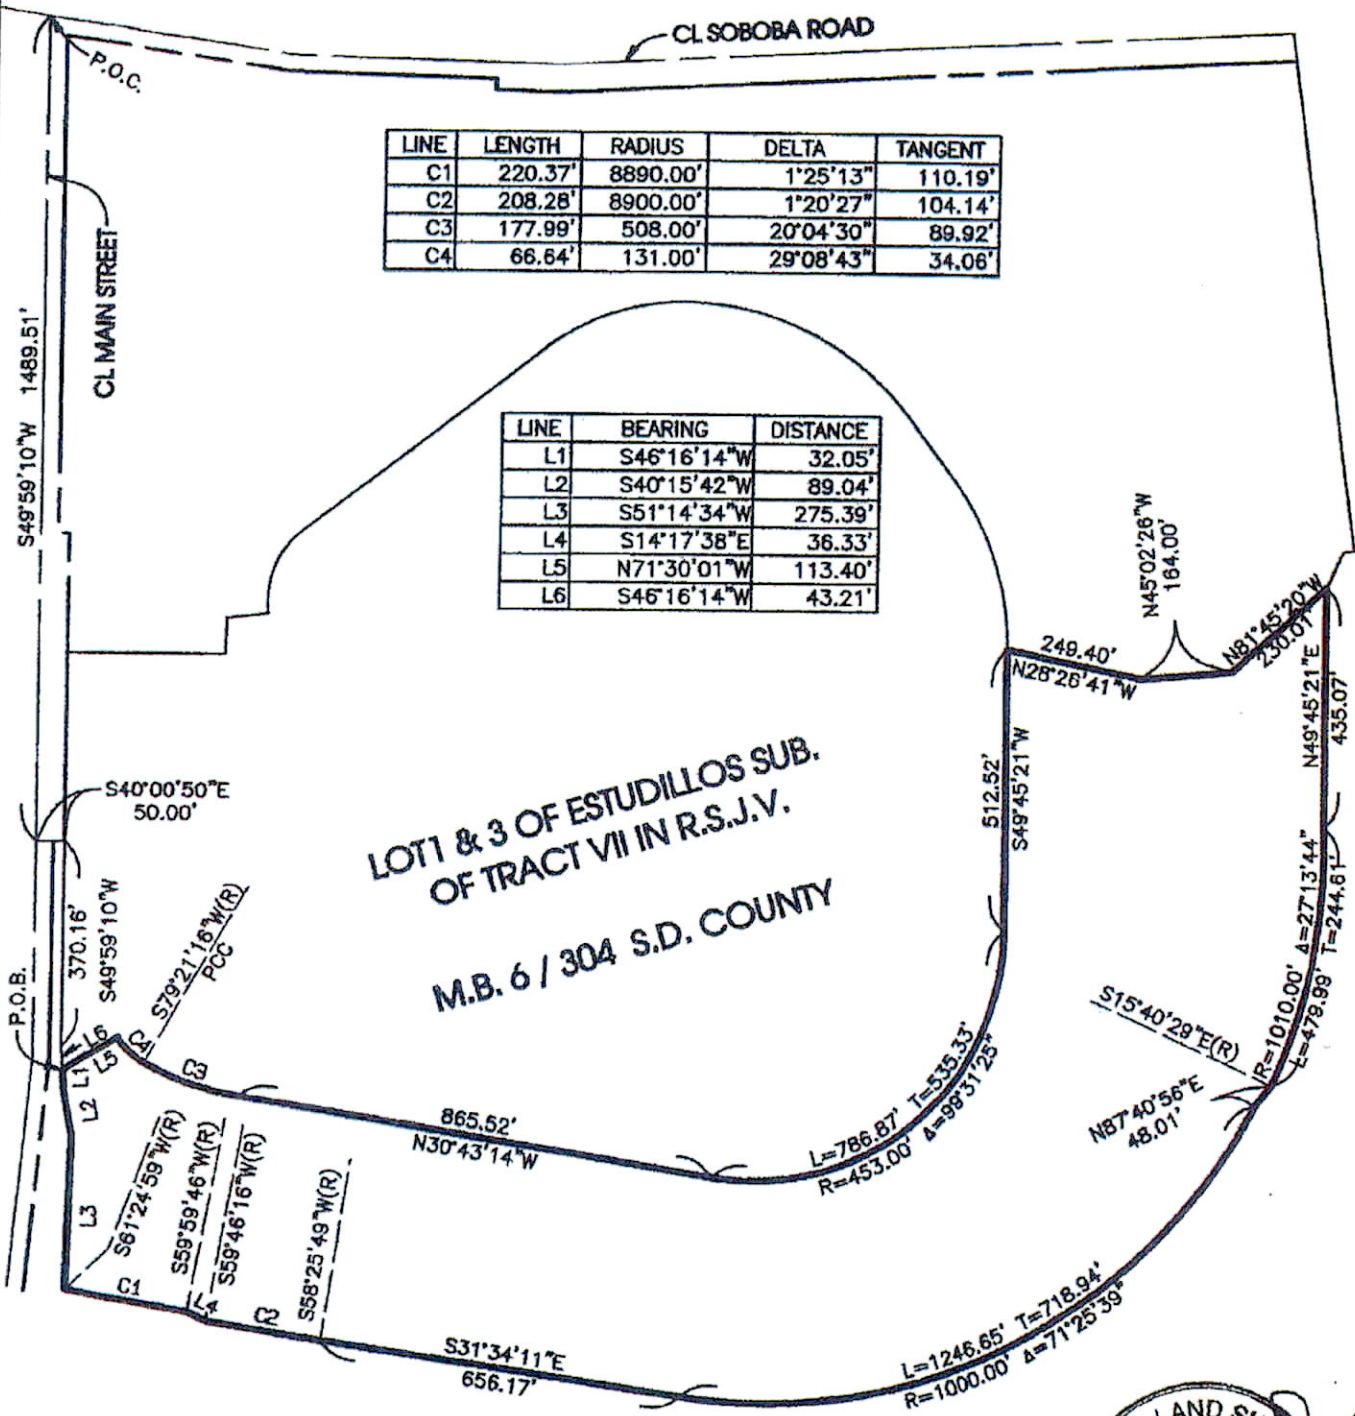 CL SOBOBA ROAD
P.O.C.
LINE LENGTH RADIUS DELTA TANGENT
C1 220.37' 8890.00' 1°25'13" 110.19'
C2 208.28' 8900.00' 1°20'27" 104.14'
C3 177.99' 508.00' 20°04'30" 89.92'
C4 66.64' 131.00' 29°08'43" 34.06'
S49°59'10"W 1489.51'
CL MAIN STREET
LINE BEARING DISTANCE
L1 S46°16'14"W 32.05'
L2 S40°15'42"W 89.04'
L3 S51°14'34"W 275.39'
L4 S14°17'38"E 36.33'
L5 N71°30'01"W 113.40'
L6 S46°16'14"W 43.21'
N45°02'26"W
164.00'
N81°45'20"W
230.01'
249.40'
N28°26'41"W
N49°45'21"E
435.07'
512.52'
S49°45'21"W
S40°00'50"E
50.00'
LOT1 & 3 OF ESTUDILLOS SUB.
OF TRACT VII IN R.S.J.V.
M.B. 6 / 304 S.D. COUNTY
370.16'
S49°59'10"W
S79°21'16"W(R)
PCC
P.O.B.
L6
L5
C4
C3
L1
L2
L3
R=1010.00' Δ=27°13'44"
L=479.99' T=244.61'
S15°40'29"E(R)
N87°40'56"E
48.01'
865.52'
N30°43'14"W
L=786.87' T=535.33'
R=453.00' Δ=99°31'25"
S61°24'59"W(R)
S59°59'46"W(R)
S59°46'16"W(R)
S58°25'49"W(R)
C1
L4
C2
S31°34'11"E
656.17'
L=1246.65' T=718.94'
R=1000.00' Δ=71°25'39"
LAND